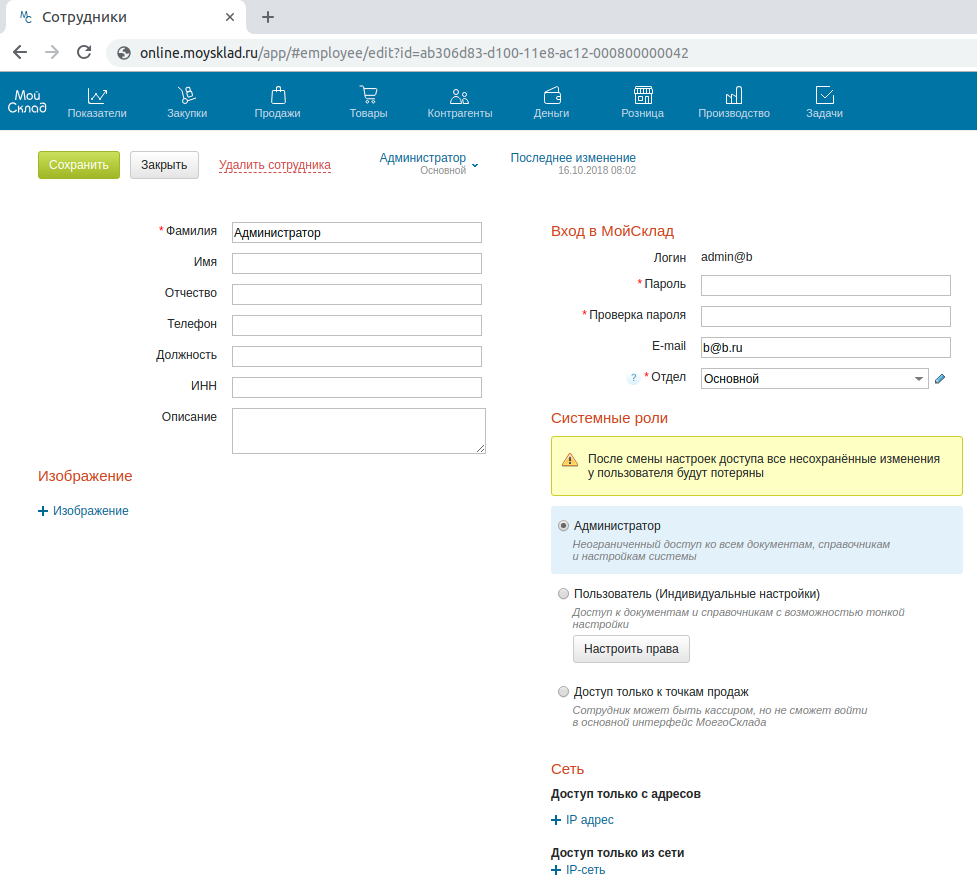 Сотрудники
online.moysklad.ru/app/#employee/edit?id=ab306d83-d100-11e8-ac12-000800000042
Мой
Склад
Показатели
Закупки
Продажи
Товары
Контрагенты
Деньги
Розница
Производство
Задачи
Сохранить
Закрыть
Удалить сотрудника
Администратор
Основной
Последнее изменение
16.10.2018 08:02
* Фамилия Администратор
Имя
Отчество
Телефон
Должность
ИНН
Описание
Изображение
+ Изображение
Вход в МойСклад
Логин admin@b
* Пароль
* Проверка пароля
E-mail b@b.ru
? * Отдел Основной
Системные роли
После смены настроек доступа все несохранённые изменения
у пользователя будут потеряны
Администратор
Неограниченный доступ ко всем документам, справочникам
и настройкам системы
Пользователь (Индивидуальные настройки)
Доступ к документам и справочникам с возможностью тонкой
настройки
Настроить права
Доступ только к точкам продаж
Сотрудник может быть кассиром, но не сможет войти
в основной интерфейс МоегоСклада
Сеть
Доступ только с адресов
+ IP адрес
Доступ только из сети
+ IP-сеть